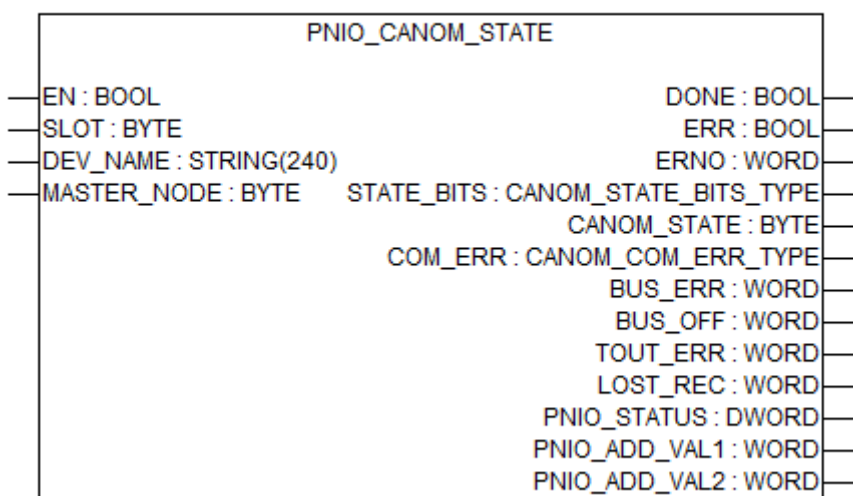 PNIO_CANOM_STATE
EN : BOOL DONE : BOOL
SLOT : BYTE ERR : BOOL
DEV_NAME : STRING(240) ERNO : WORD
MASTER_NODE : BYTE STATE_BITS : CANOM_STATE_BITS_TYPE
CANOM_STATE : BYTE
COM_ERR : CANOM_COM_ERR_TYPE
BUS_ERR : WORD
BUS_OFF : WORD
TOUT_ERR : WORD
LOST_REC : WORD
PNIO_STATUS : DWORD
PNIO_ADD_VAL1 : WORD
PNIO_ADD_VAL2 : WORD